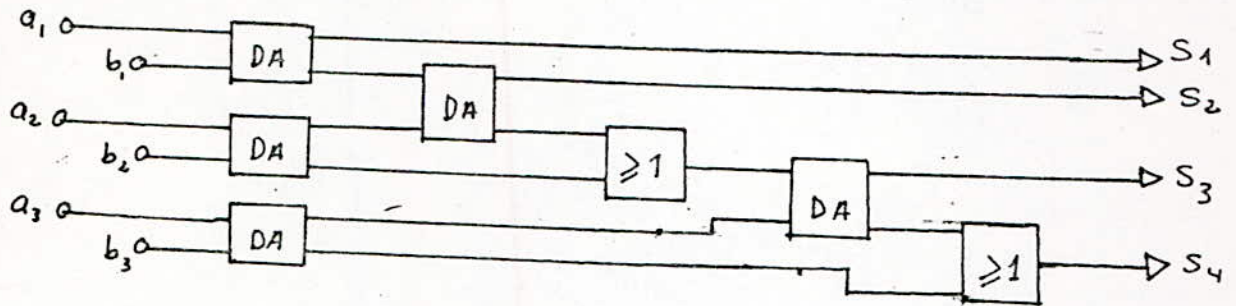 a₁ DA S1
b₁ DA S₂
a₂ DA ≥1
b₂ DA S₃
a₃ DA
b₃ ≥1 S₄